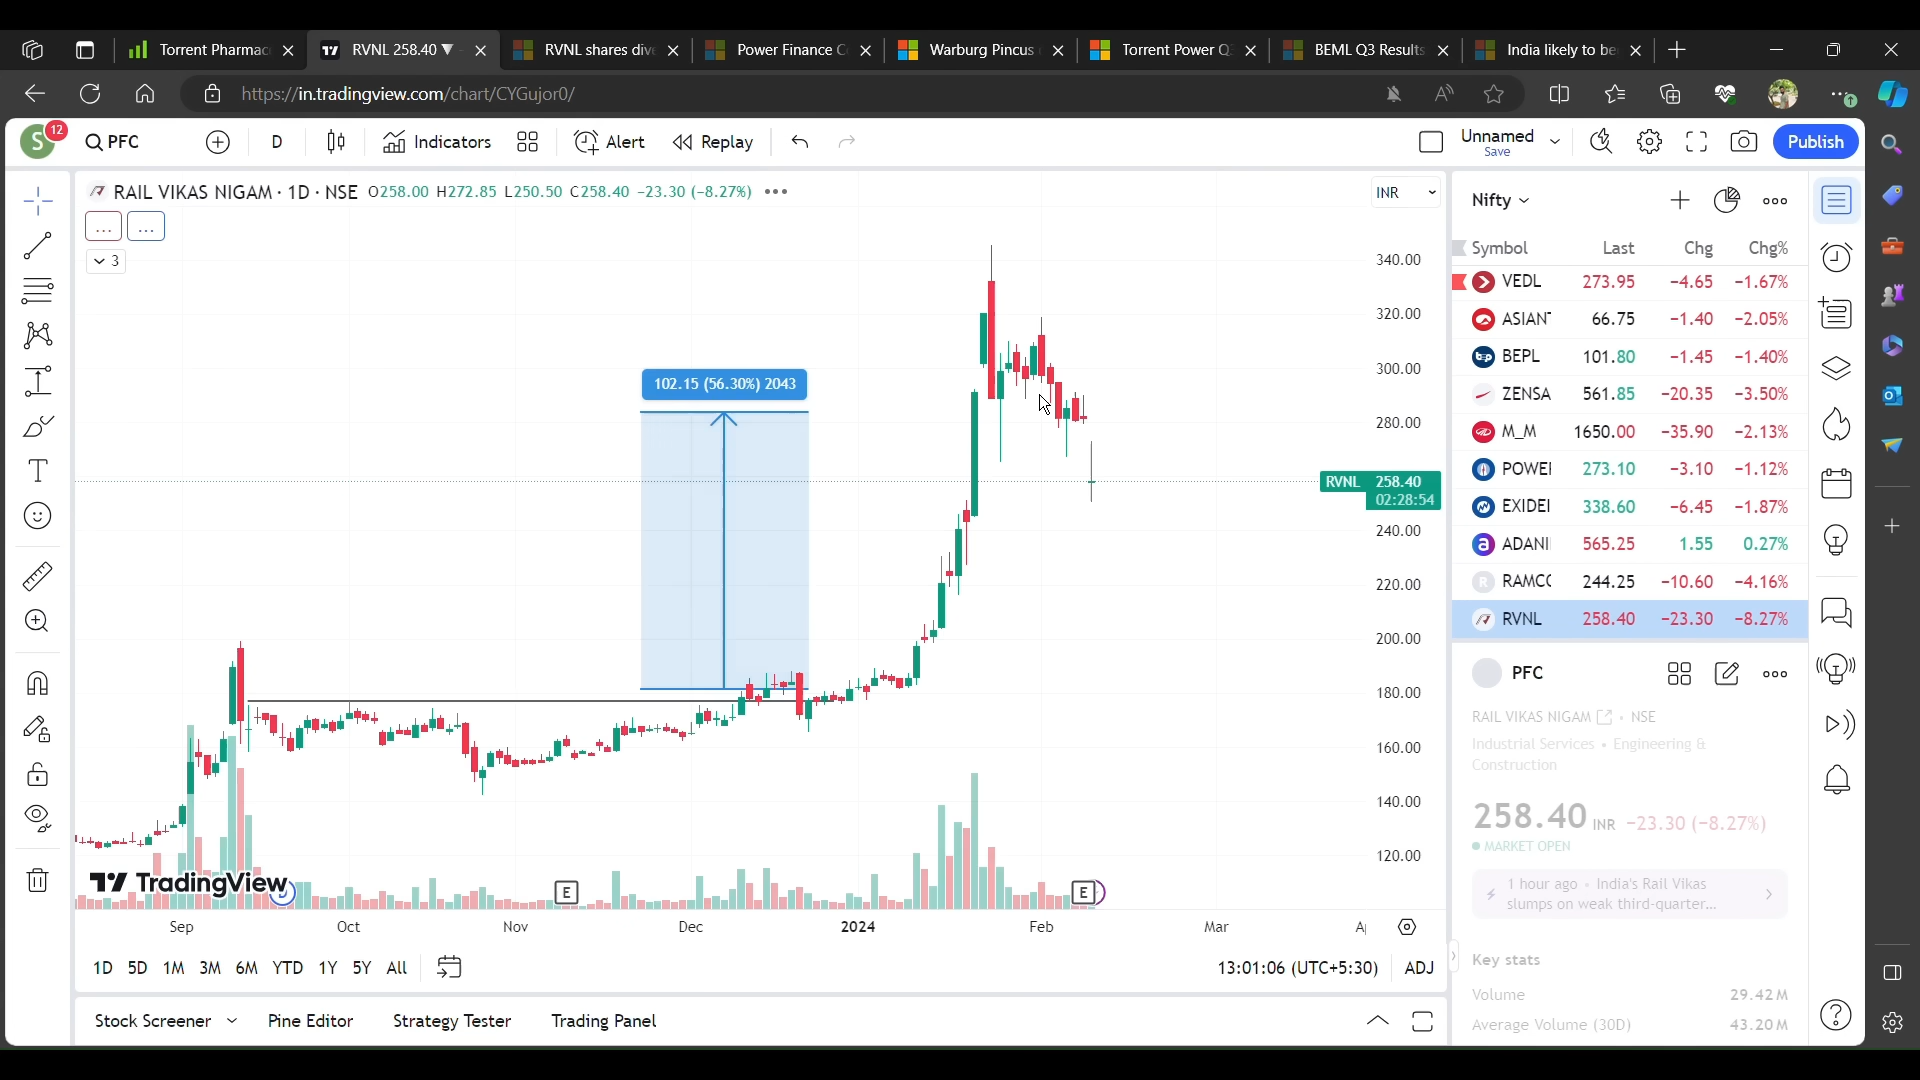 Torrent Pharmac
RVNL 258.40 ▼
RVNL shares dive
Power Finance C
Warburg Pincus
Torrent Power Q
BEML Q3 Results
India likely to be
https://in.tradingview.com/chart/CYGujor0/
S 12
PFC
D
Indicators
Alert
Replay
Unnamed
Save
Publish
RAIL VIKAS NIGAM · 1D · NSE O258.00 H272.85 L250.50 C258.40 −23.30 (−8.27%)
INR
... ...
3
340.00
320.00
300.00
280.00
RVNL 258.40
02:28:54
240.00
220.00
200.00
180.00
160.00
140.00
120.00
102.15 (56.30%) 2043
TradingView
D
E
E
Sep Oct Nov Dec 2024 Feb Mar
1D 5D 1M 3M 6M YTD 1Y 5Y All
13:01:06 (UTC+5:30) ADJ
Stock Screener Pine Editor Strategy Tester Trading Panel
Nifty
Symbol Last Chg Chg%
VEDL 273.95 −4.65 −1.67%
ASIAN 66.75 −1.40 −2.05%
BEPL 101.80 −1.45 −1.40%
ZENSA 561.85 −20.35 −3.50%
M_M 1650.00 −35.90 −2.13%
POWE 273.10 −3.10 −1.12%
EXIDE 338.60 −6.45 −1.87%
ADANI 565.25 1.55 0.27%
RAMCO 244.25 −10.60 −4.16%
RVNL 258.40 −23.30 −8.27%
PFC
RAIL VIKAS NIGAM • NSE
Industrial Services • Engineering &
Construction
258.40 INR −23.30 (−8.27%)
MARKET OPEN
1 hour ago • India's Rail Vikas
slumps on weak third-quarter...
Key stats
Volume 29.42M
Average Volume (30D) 43.20M